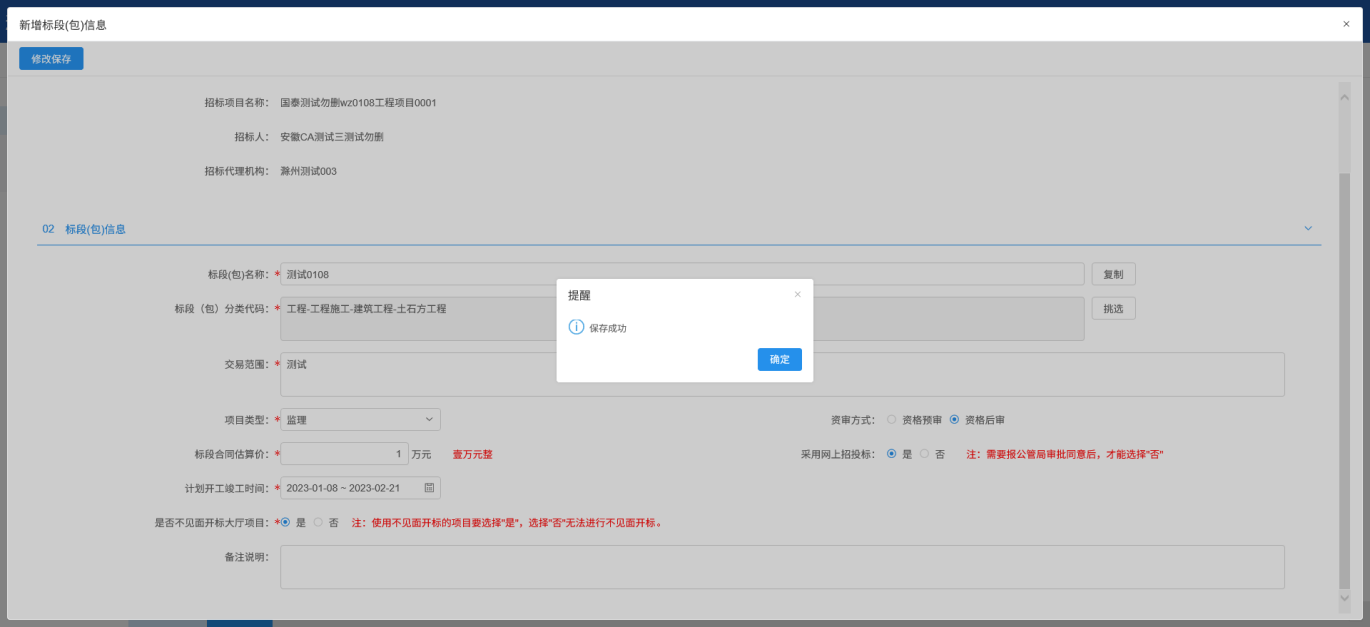 新增标段(包)信息
×
修改保存
招标项目名称： 国泰测试勿删wz0108工程项目0001
招标人： 安徽CA测试三测试勿删
招标代理机构： 滁州测试003
02 标段(包)信息
标段(包)名称：*测试0108 复制
标段（包）分类代码：*工程-工程施工-建筑工程-土石方工程 挑选
提醒 ×
保存成功
确定
交易范围：*测试
项目类型：*监理 资审方式： 资格预审 资格后审
标段合同估算价：*1 万元 壹万元整 采用网上招投标： 是 否 注：需要报公管局审批同意后，才能选择"否"
计划开工竣工时间：*2023-01-08 ~ 2023-02-21
是否不见面开标大厅项目：* 是 否 注：使用不见面开标的项目要选择"是"，选择"否"无法进行不见面开标。
备注说明：